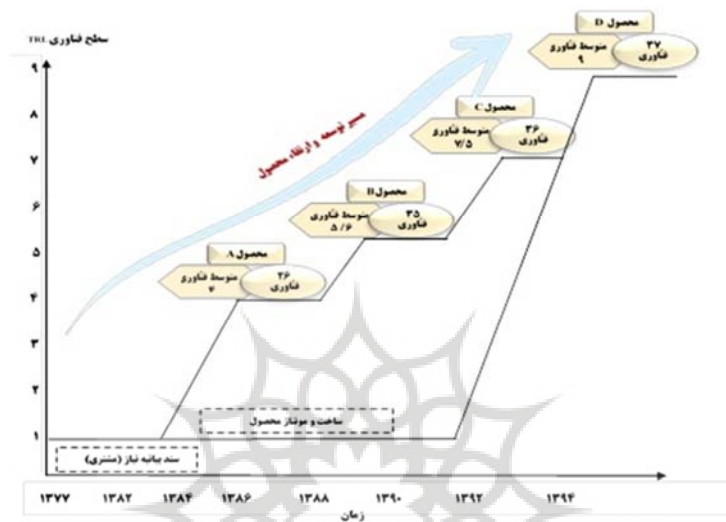 سطح فناوری TRL
محصول D
متوسط فناوری
۹
۳۷
فناوری
محصول C
متوسط فناوری
۷/۵
۳۶
فناوری
مسیر توسعه و ارتقاء محصول
محصول B
متوسط فناوری
۵/۶
۳۵
فناوری
محصول A
متوسط فناوری
۴
۲۶
فناوری
۹
۸
۷
۶
۵
۴
۳
۲
۱
ساخت و مونتاژ محصول
سند بیانیه نیاز (مشتری)
۱۳۷۷ ۱۳۸۲ ۱۳۸۴ ۱۳۸۶ ۱۳۸۸ ۱۳۹۰ ۱۳۹۲ ۱۳۹۴
زمان